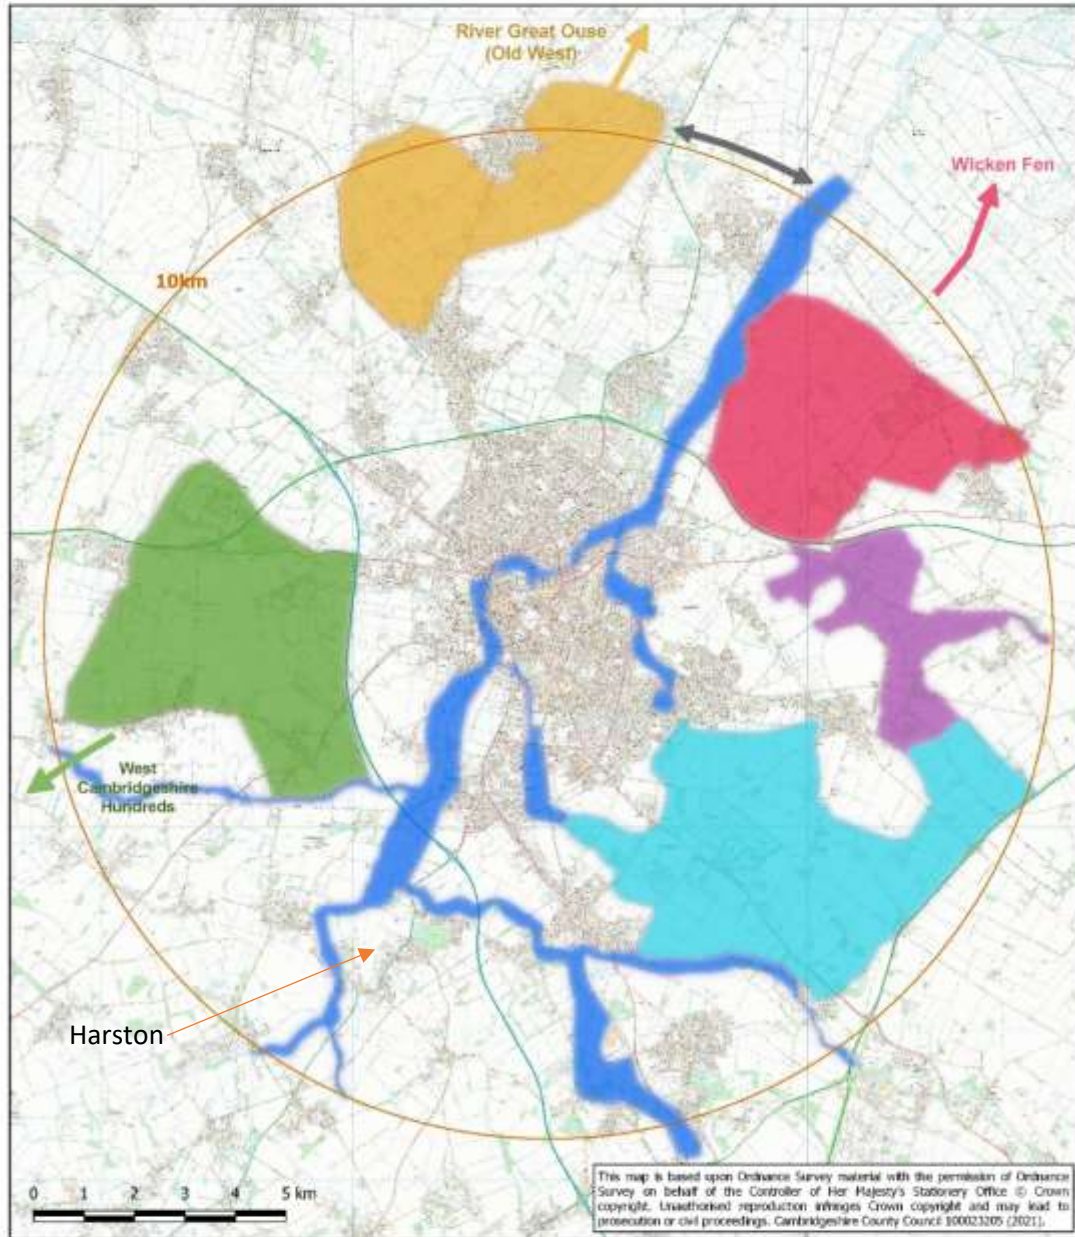 River Great Ouse
(Old West)
Wicken Fen
10km
West
Cambridgeshire
Hundreds
Harston
0 1 2 3 4 5 km
This map is based upon Ordnance Survey material with the permission of Ordnance
Survey on behalf of the Controller of Her Majesty's Stationery Office © Crown
copyright. Unauthorised reproduction infringes Crown copyright and may lead to
prosecution or civil proceedings. Cambridgeshire County Council 100023205 (2021).